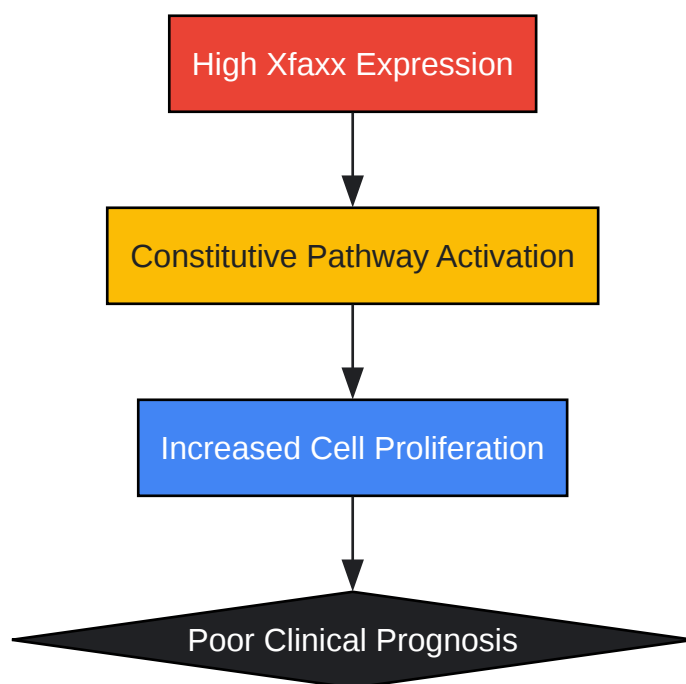 High Xfaxx Expression
Constitutive Pathway Activation
Increased Cell Proliferation
Poor Clinical Prognosis